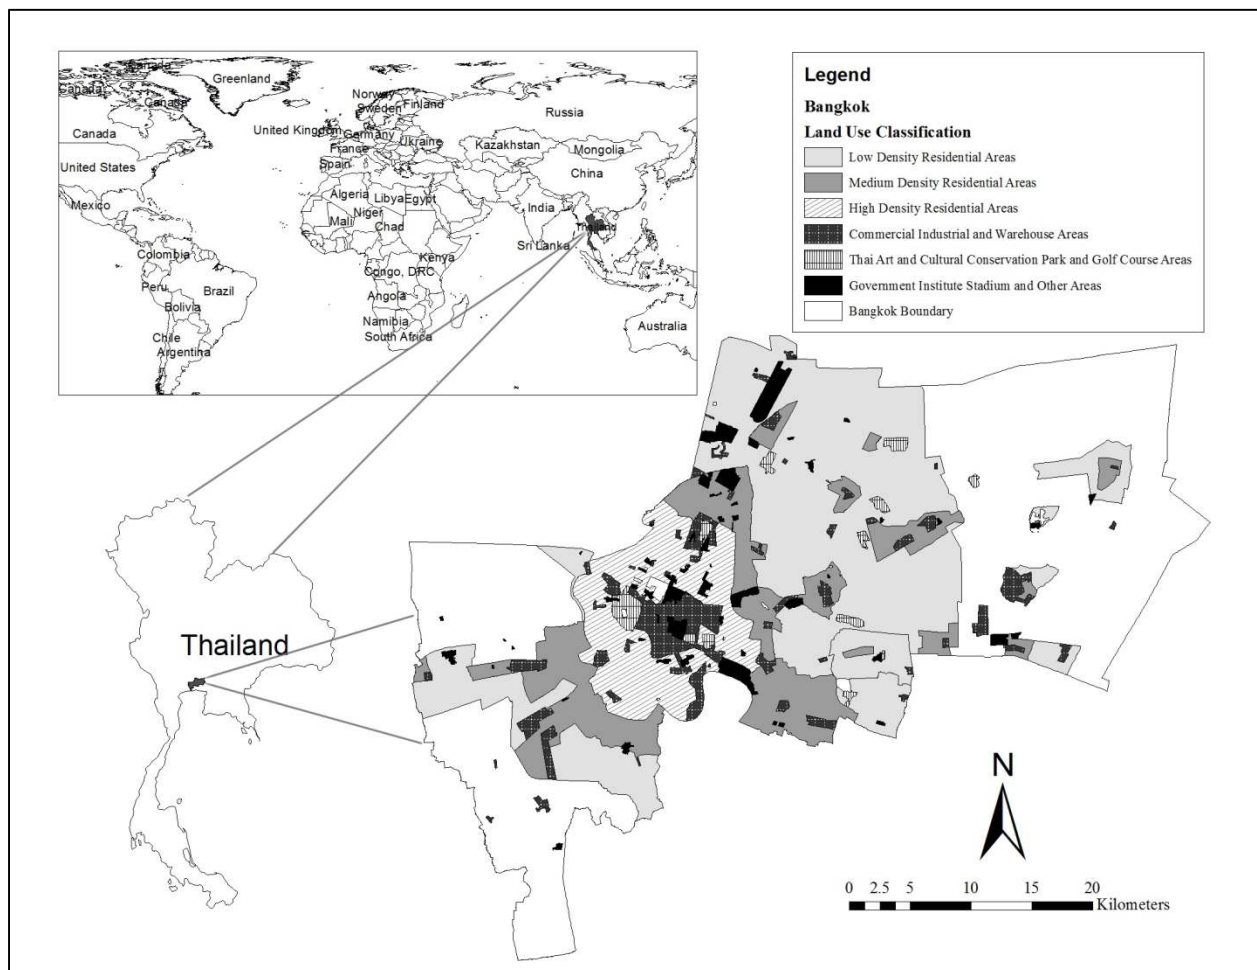 Canada
Greenland
Canada
Canada
Norway
Sweden
Finland
Russia
Canada
United Kingdom
Germany
Ukraine
France
Kazakhstan
Mongolia
United States
Spain
China
Mexico
Algeria
Libya
Egypt
Niger
India
Mali
Chad
Thailand
Sri Lanka
Colombia
Kenya
Congo, DRC
Peru
Brazil
Angola
Bolivia
Namibia
Australia
Chile
South Africa
Argentina
Legend
Bangkok
Land Use Classification
Low Density Residential Areas
Medium Density Residential Areas
High Density Residential Areas
Commercial Industrial and Warehouse Areas
Thai Art and Cultural Conservation Park and Golf Course Areas
Government Institute Stadium and Other Areas
Bangkok Boundary
Thailand
N
0 2.5 5 10 15 20
Kilometers